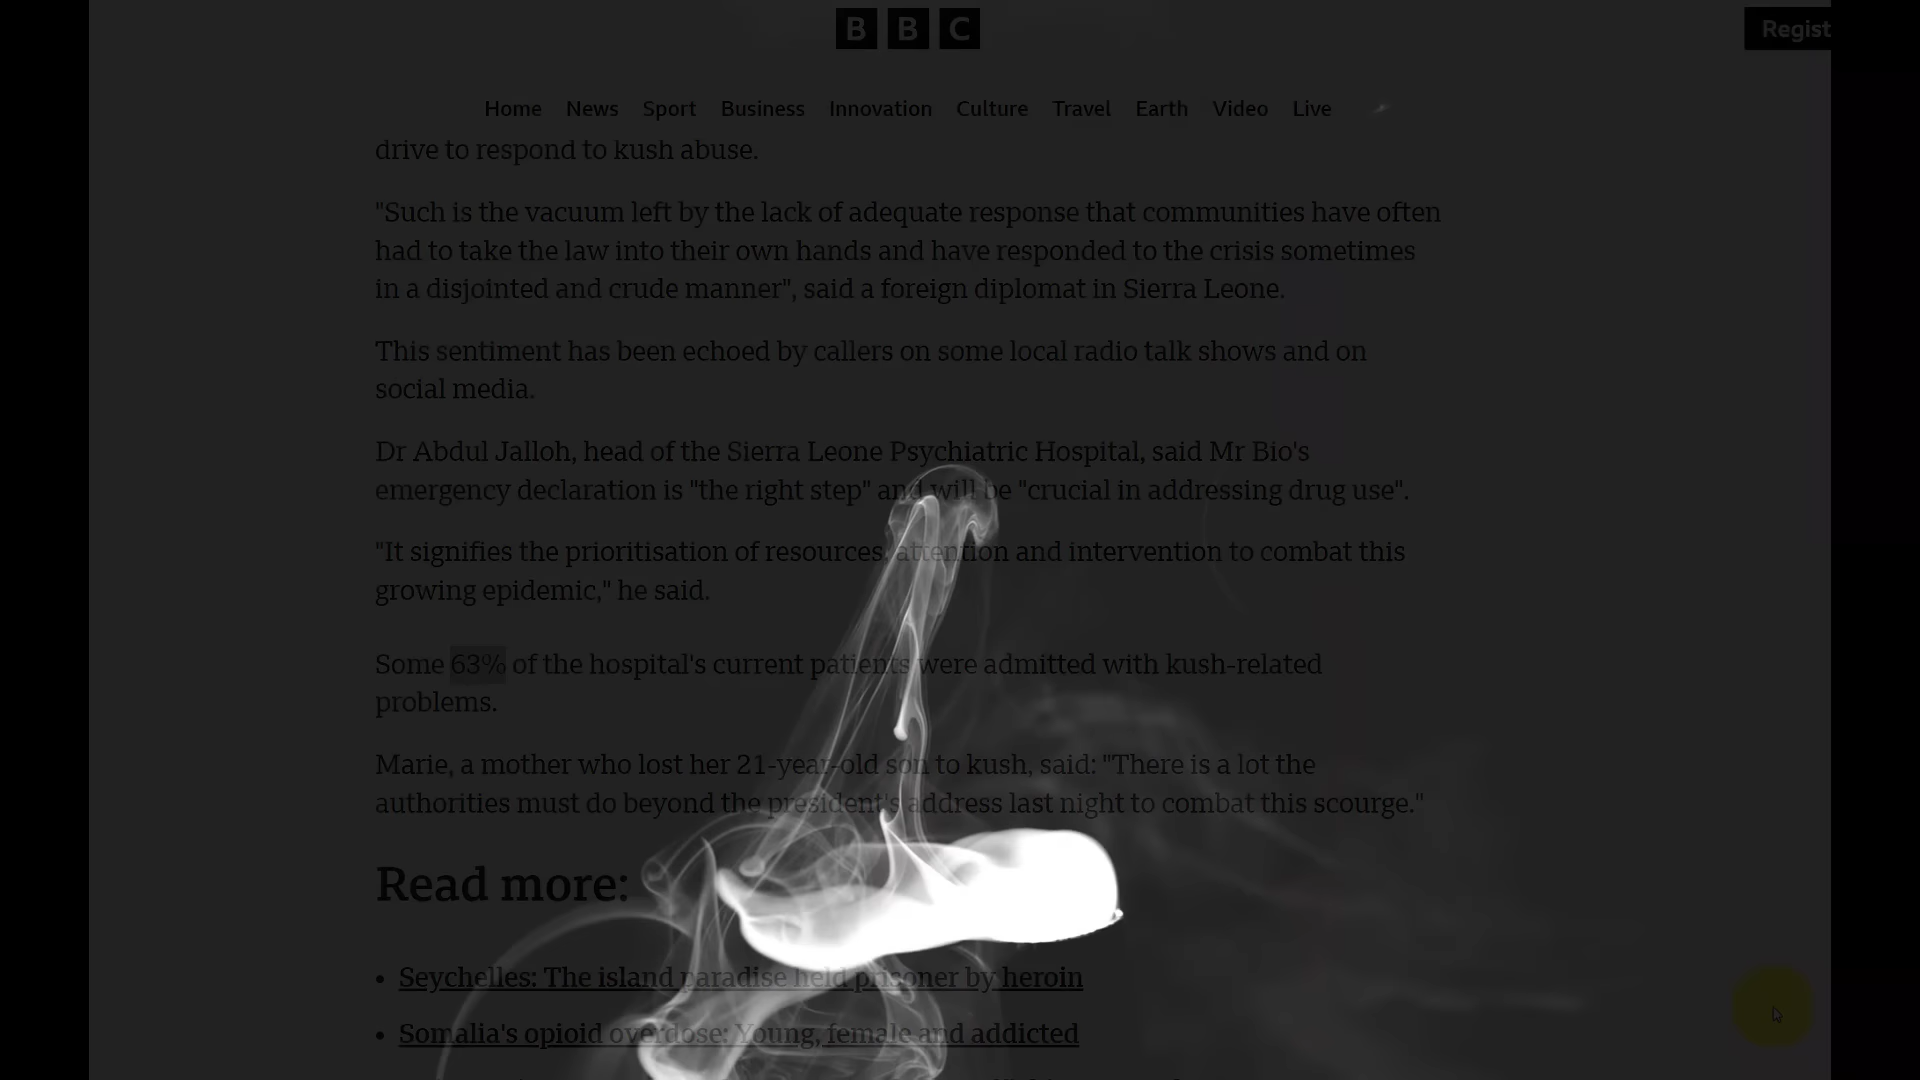 BBC
Regist
Home News Sport Business Innovation Culture Travel Earth Video Live
drive to respond to kush abuse.
"Such is the vacuum left by the lack of adequate response that communities have often
had to take the law into their own hands and have responded to the crisis sometimes
in a disjointed and crude manner", said a foreign diplomat in Sierra Leone.
This sentiment has been echoed by callers on some local radio talk shows and on
social media.
Dr Abdul Jalloh, head of the Sierra Leone Psychiatric Hospital, said Mr Bio's
emergency declaration is "the right step" and will be "crucial in addressing drug use".
"It signifies the prioritisation of resources, attention and intervention to combat this
growing epidemic," he said.
Some 63% of the hospital's current patients were admitted with kush-related
problems.
Marie, a mother who lost her 21-year-old son to kush, said: "There is a lot the
authorities must do beyond the president's address last night to combat this scourge."
Read more:
• Seychelles: The island paradise held prisoner by heroin
• Somalia's opioid overdose: Young, female and addicted